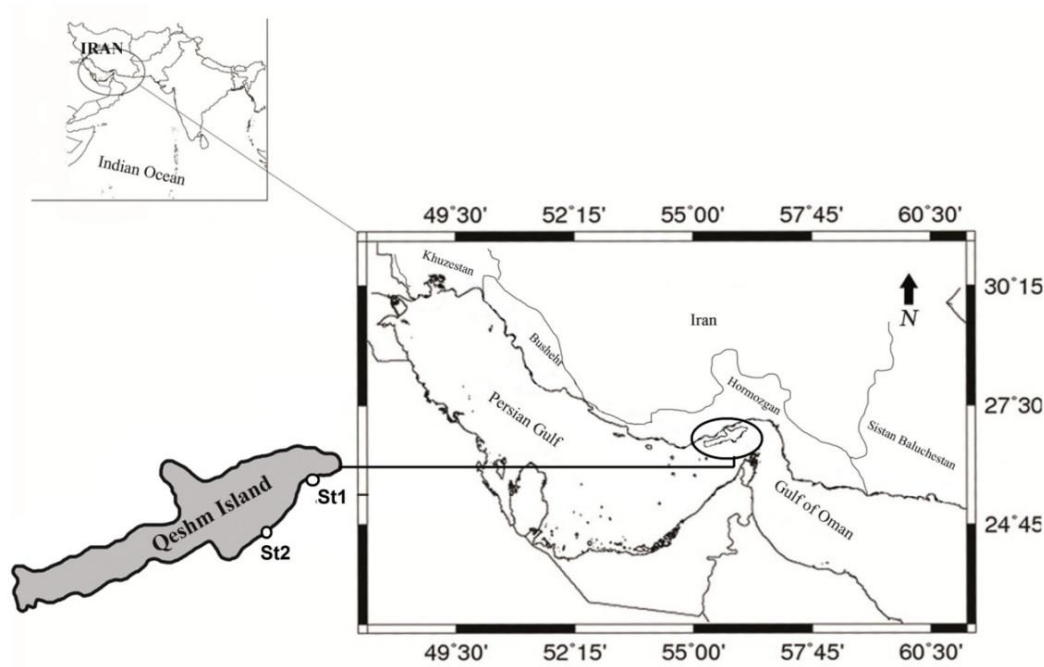 IRAN
Indian Ocean
49˚30' 52˚15' 55˚00' 57˚45' 60˚30'
Khuzestan
30˚15'
N
Iran
Bushehr
Hormozgan
27˚30'
Persian Gulf
Sistan Baluchestan
Qeshm Island
St1
Gulf of Oman
24˚45'
St2
49˚30' 52˚15' 55˚00' 57˚45' 60˚30'